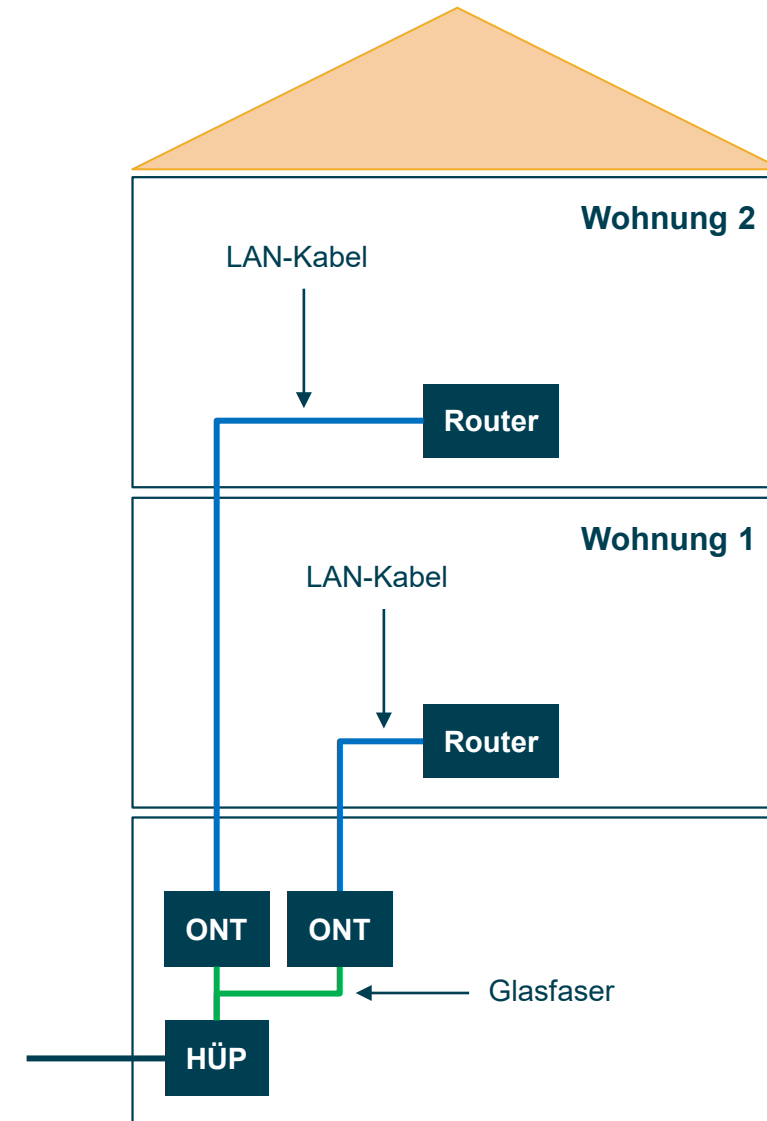 Wohnung 2
LAN-Kabel
Router
Wohnung 1
LAN-Kabel
Router
ONT
ONT
Glasfaser
HÜP